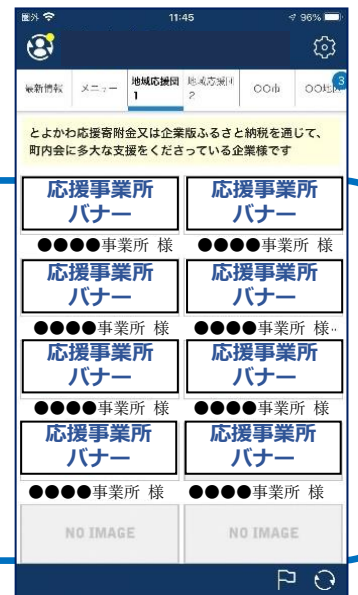 圏外 11:45 96%
最新情報 メニュー 地域応援団1 地域応援団2 〇〇市 〇〇地区 3
とよかわ応援寄附金又は企業版ふるさと納税を通じて、
町内会に多大な支援をくださっている企業様です
応援事業所 応援事業所
バナー バナー
●●●●事業所 様 ●●●●事業所 様
応援事業所 応援事業所
バナー バナー
●●●●事業所 様 ●●●●事業所 様..
応援事業所 応援事業所
バナー バナー
●●●●事業所 様 ●●●●事業所 様
応援事業所 応援事業所
バナー バナー
●●●●事業所 様 ●●●●事業所 様
NO IMAGE NO IMAGE